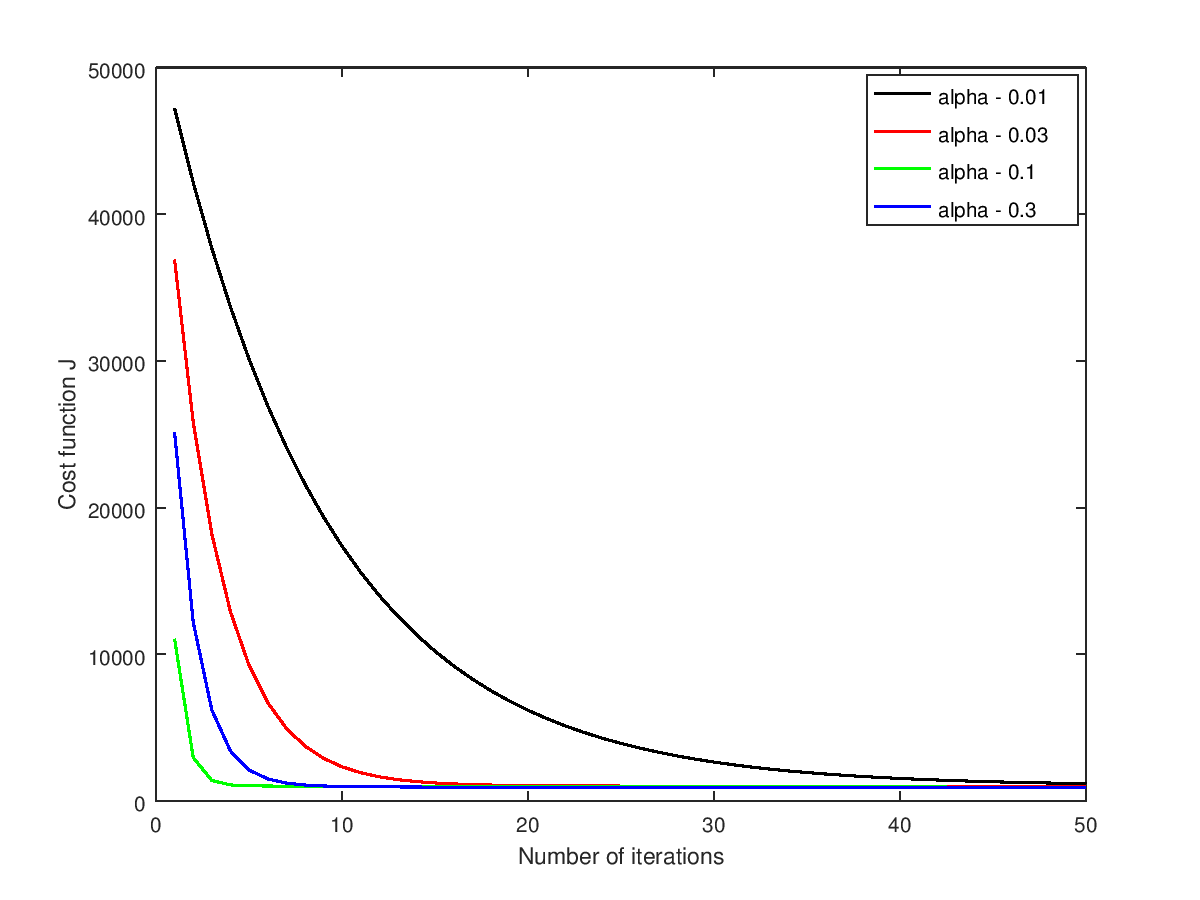 50000
40000
30000
20000
10000
0
Cost function J
0
10
20
30
40
50
Number of iterations
alpha - 0.01
alpha - 0.03
alpha - 0.1
alpha - 0.3